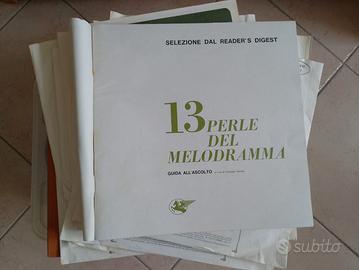 SELEZIONE DAL READER'S DIGEST
13 PERLE
DEL
MELODRAMMA
GUIDA ALL'ASCOLTO
subito